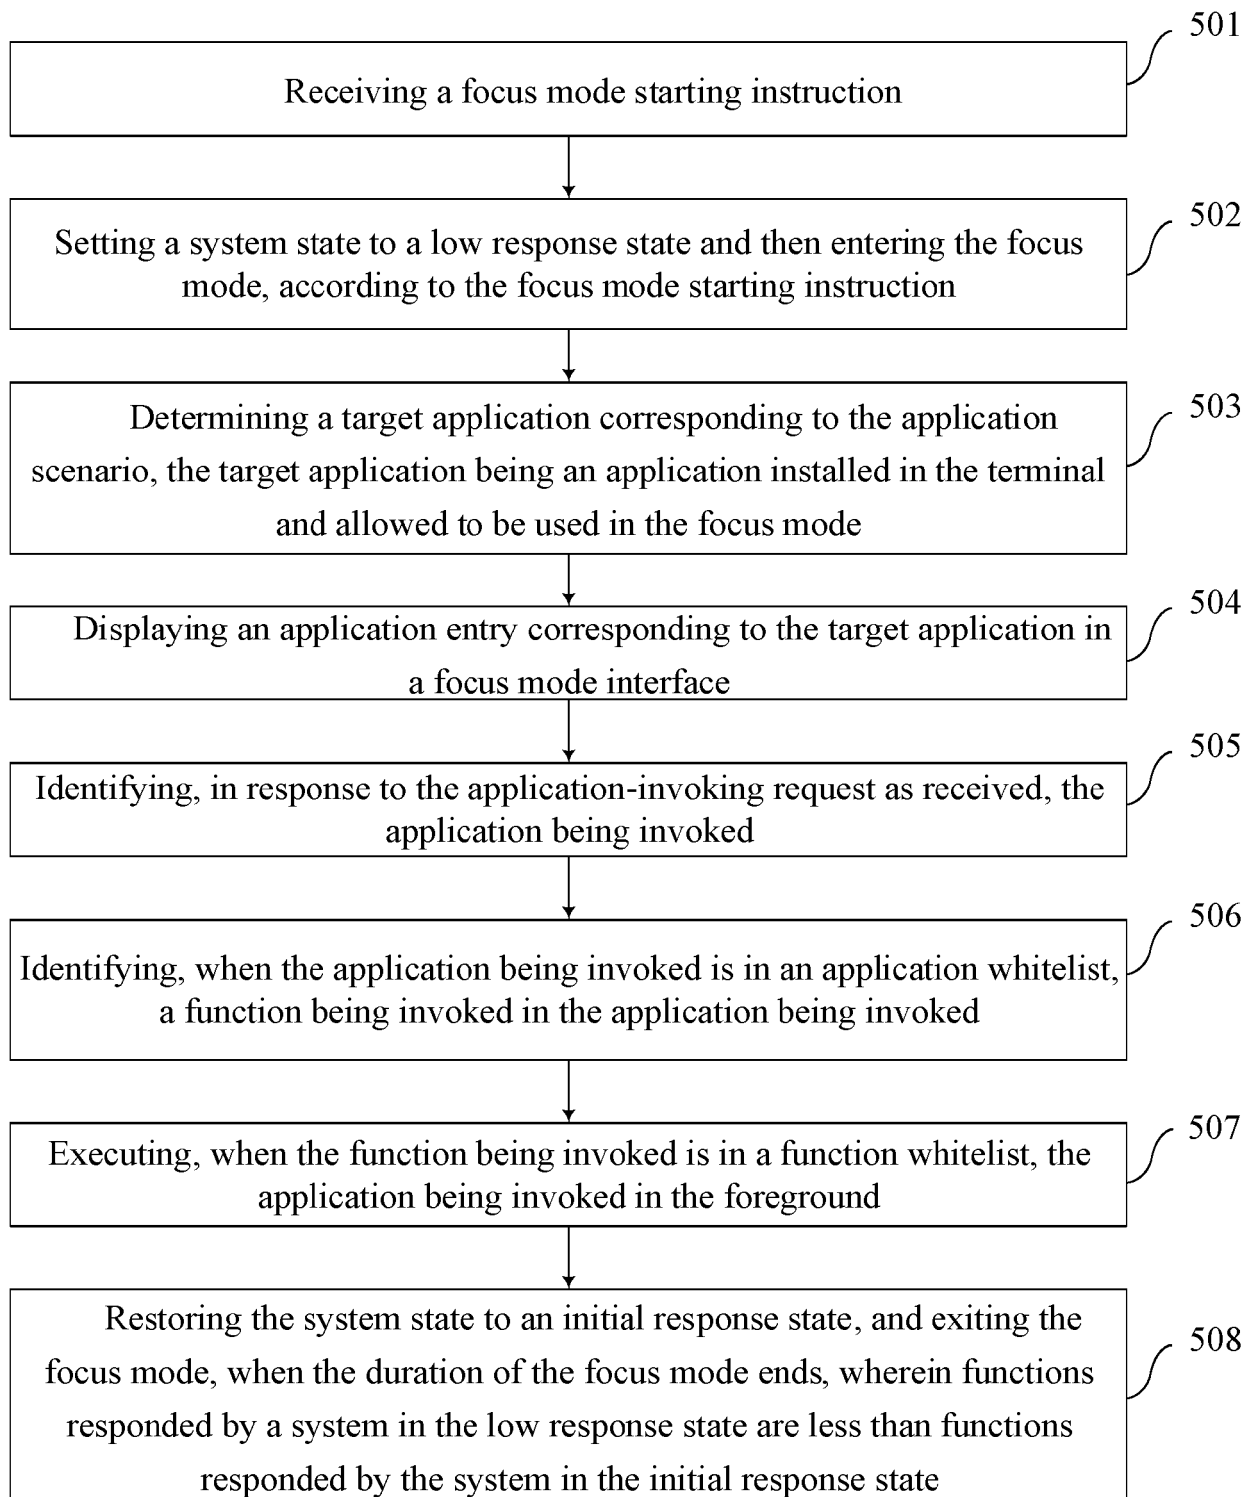 501
Receiving a focus mode starting instruction
502
Setting a system state to a low response state and then entering the focus
mode, according to the focus mode starting instruction
503
Determining a target application corresponding to the application
scenario, the target application being an application installed in the terminal
and allowed to be used in the focus mode
504
Displaying an application entry corresponding to the target application in
a focus mode interface
505
Identifying, in response to the application-invoking request as received, the
application being invoked
506
Identifying, when the application being invoked is in an application whitelist,
a function being invoked in the application being invoked
507
Executing, when the function being invoked is in a function whitelist, the
application being invoked in the foreground
508
Restoring the system state to an initial response state, and exiting the
focus mode, when the duration of the focus mode ends, wherein functions
responded by a system in the low response state are less than functions
responded by the system in the initial response state